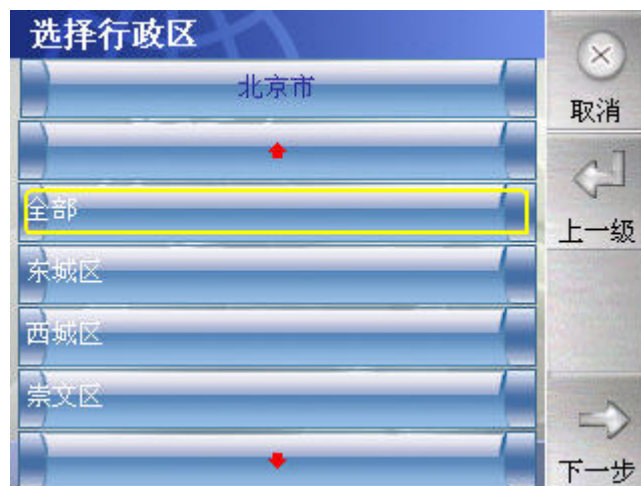 选择行政区
北京市
全部
东城区
西城区
崇文区
取消
上一级
下一步